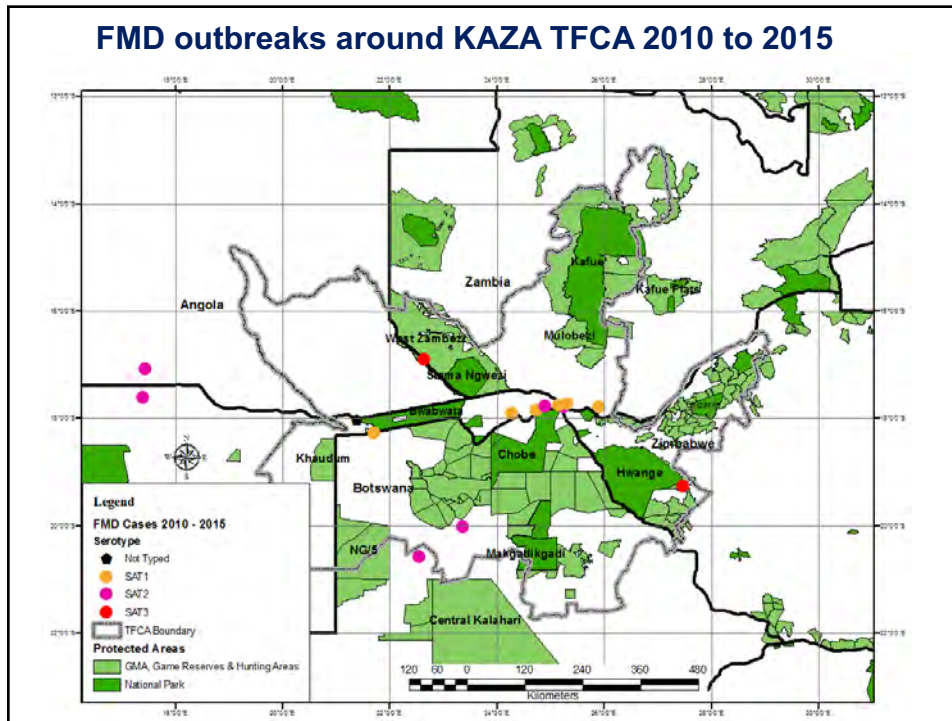 FMD outbreaks around KAZA TFCA 2010 to 2015
Angola
Zambia
Kafue
Kafue Flats
West Zambezi
Mulobezi
Sioma Ngwesi
Bwabwata
Khaudum
Chobe
Zimbabwe
Hwange
Botswana
NG/5
Makgadikgadi
Central Kalahari
Legend
FMD Cases 2010 - 2015
Serotype
Not Typed
SAT1
SAT2
SAT3
TFCA Boundary
Protected Areas
GMA, Game Reserves & Hunting Areas
National Park
120 60 0 120 240 360 480
Kilometers